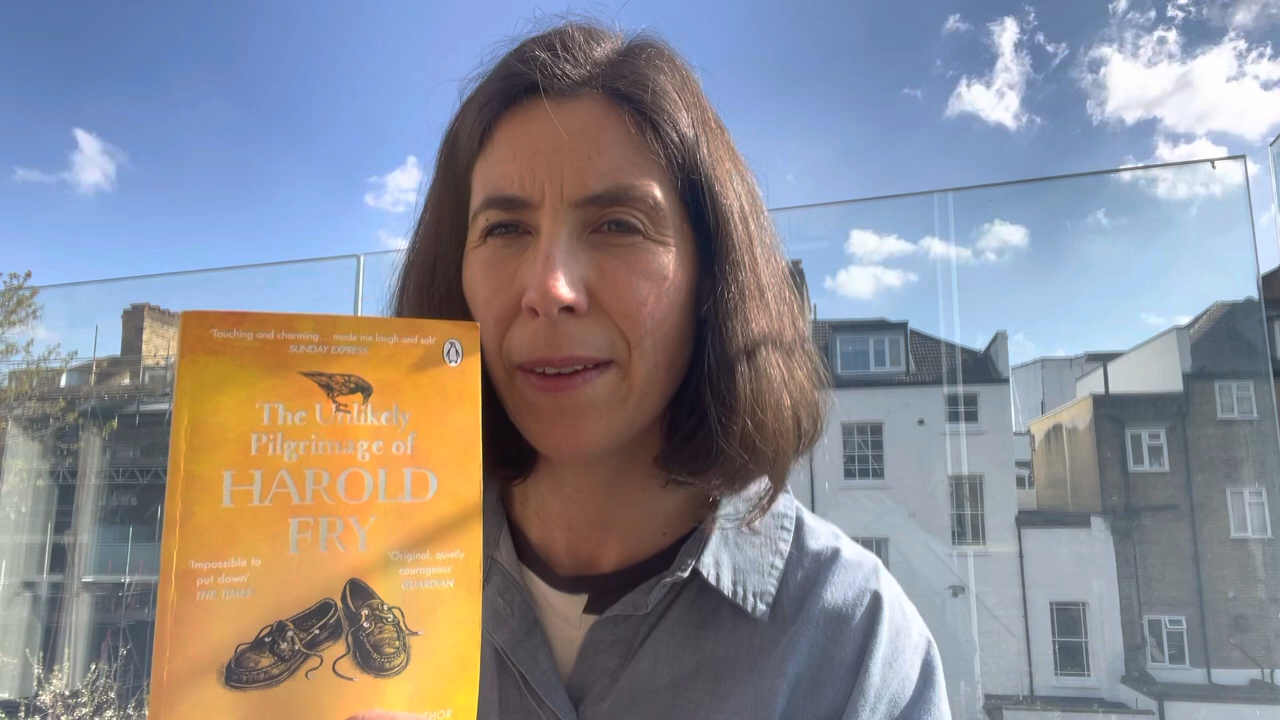 'Touching and charming... made me laugh and sob'
SUNDAY EXPRESS
The Unlikely
Pilgrimage of
HAROLD
FRY
'Impossible to
put down'
THE TIMES
'Original, quietly
courageous'
GUARDIAN